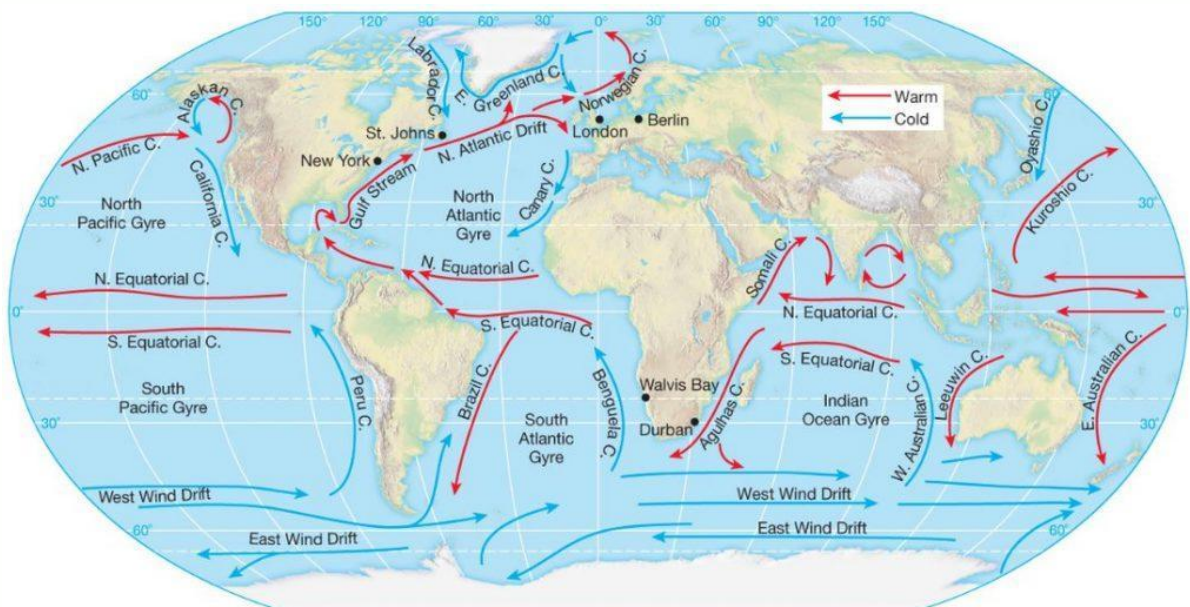 150°
120°
90°
60°
30°
0°
30°
60°
90°
120°
150°
60°
60°
30°
30°
0°
0°
30°
30°
60°
60°
Alaskan C.
N. Pacific C.
California C.
North
Pacific Gyre
Labrador C.
E. Greenland C.
Norwegian C.
St. Johns
New York
London
Berlin
Gulf Stream
N. Atlantic Drift
North
Atlantic
Gyre
Canary C.
Warm
Cold
Oyashio C.
Kuroshio C.
N. Equatorial C.
N. Equatorial C.
Somali C.
N. Equatorial C.
S. Equatorial C.
S. Equatorial C.
S. Equatorial C.
South
Pacific Gyre
Peru C.
Brazil C.
South
Atlantic
Gyre
Benguela C.
Walvis Bay
Durban
Agulhas C.
Indian
Ocean Gyre
W. Australian C.
Leeuwin C.
E. Australian C.
West Wind Drift
West Wind Drift
East Wind Drift
East Wind Drift